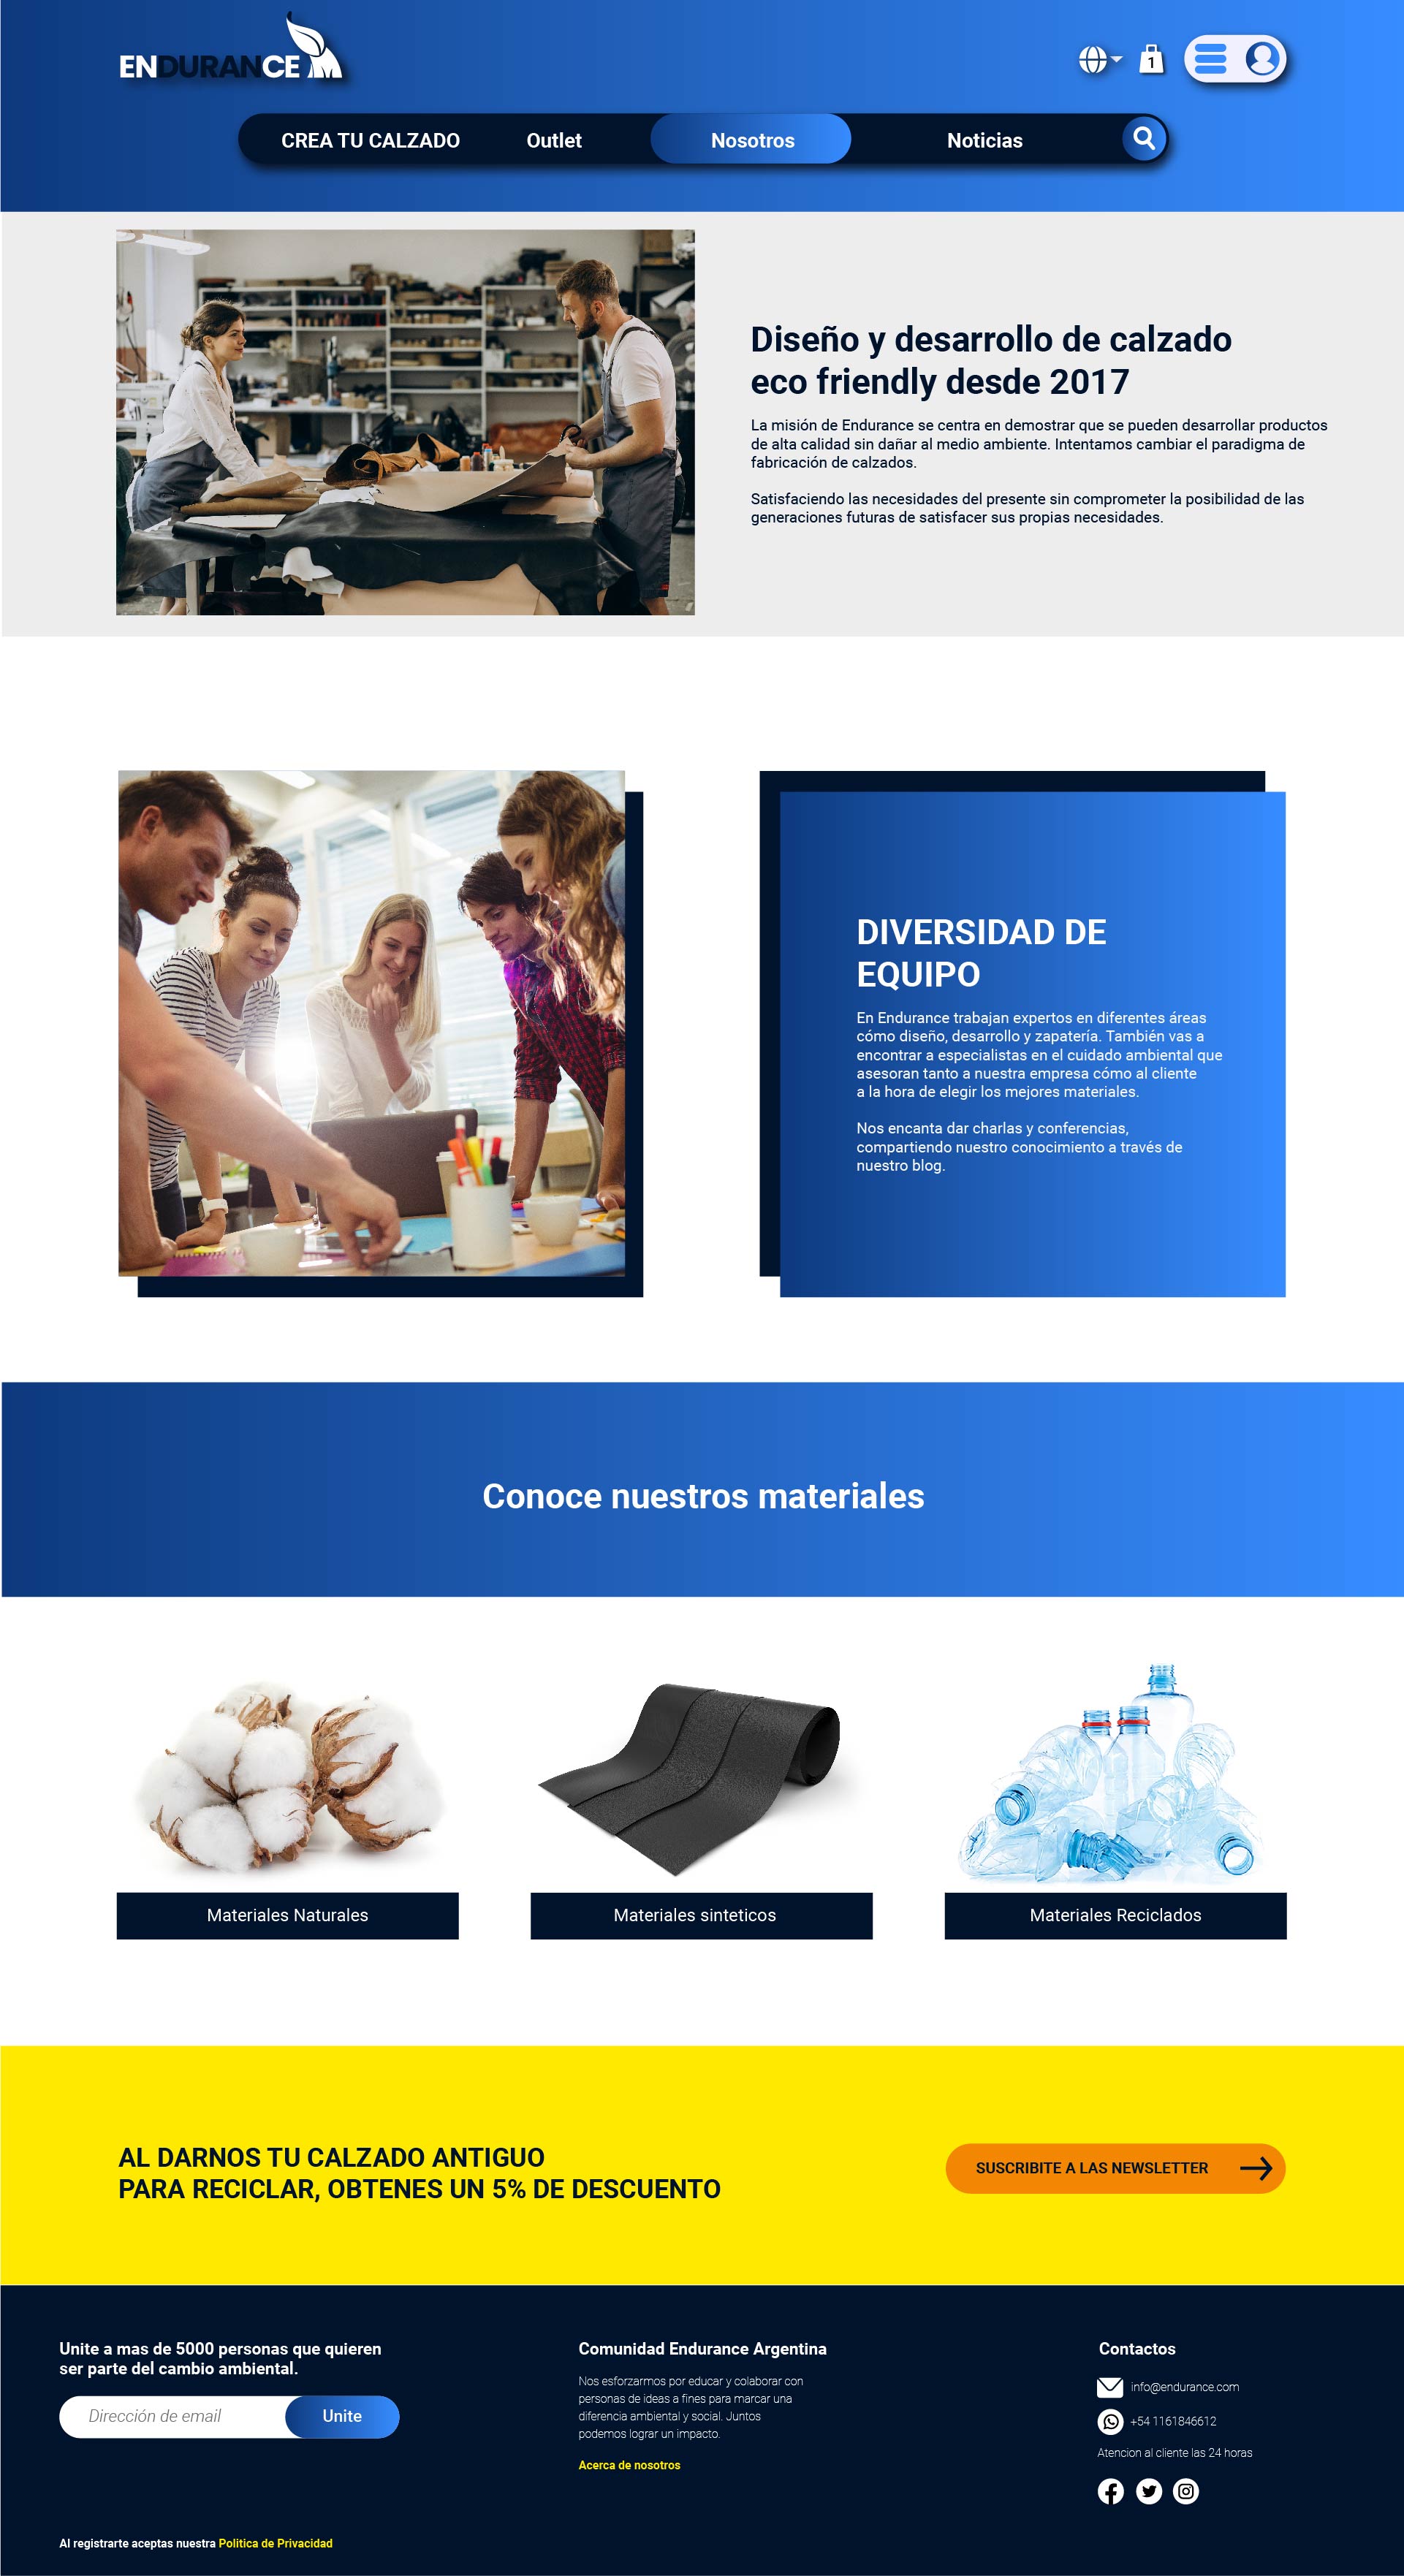 ENDURANCE
1
CREA TU CALZADO
Outlet
Nosotros
Noticias
Diseño y desarrollo de calzado
eco friendly desde 2017
La misión de Endurance se centra en demostrar que se pueden desarrollar productos
de alta calidad sin dañar al medio ambiente. Intentamos cambiar el paradigma de
fabricación de calzados.
Satisfaciendo las necesidades del presente sin comprometer la posibilidad de las
generaciones futuras de satisfacer sus propias necesidades.
DIVERSIDAD DE
EQUIPO
En Endurance trabajan expertos en diferentes áreas
cómo diseño, desarrollo y zapatería. También vas a
encontrar a especialistas en el cuidado ambiental que
asesoran tanto a nuestra empresa cómo al cliente
a la hora de elegir los mejores materiales.
Nos encanta dar charlas y conferencias,
compartiendo nuestro conocimiento a través de
nuestro blog.
Conoce nuestros materiales
Materiales Naturales
Materiales sinteticos
Materiales Reciclados
AL DARNOS TU CALZADO ANTIGUO
PARA RECICLAR, OBTENES UN 5% DE DESCUENTO
SUSCRIBITE A LAS NEWSLETTER
Unite a mas de 5000 personas que quieren
ser parte del cambio ambiental.
Dirección de email
Unite
Al registrarte aceptas nuestra Politica de Privacidad
Comunidad Endurance Argentina
Nos esforzarmos por educar y colaborar con
personas de ideas a fines para marcar una
diferencia ambiental y social. Juntos
podemos lograr un impacto.
Acerca de nosotros
Contactos
info@endurance.com
+54 1161846612
Atencion al cliente las 24 horas